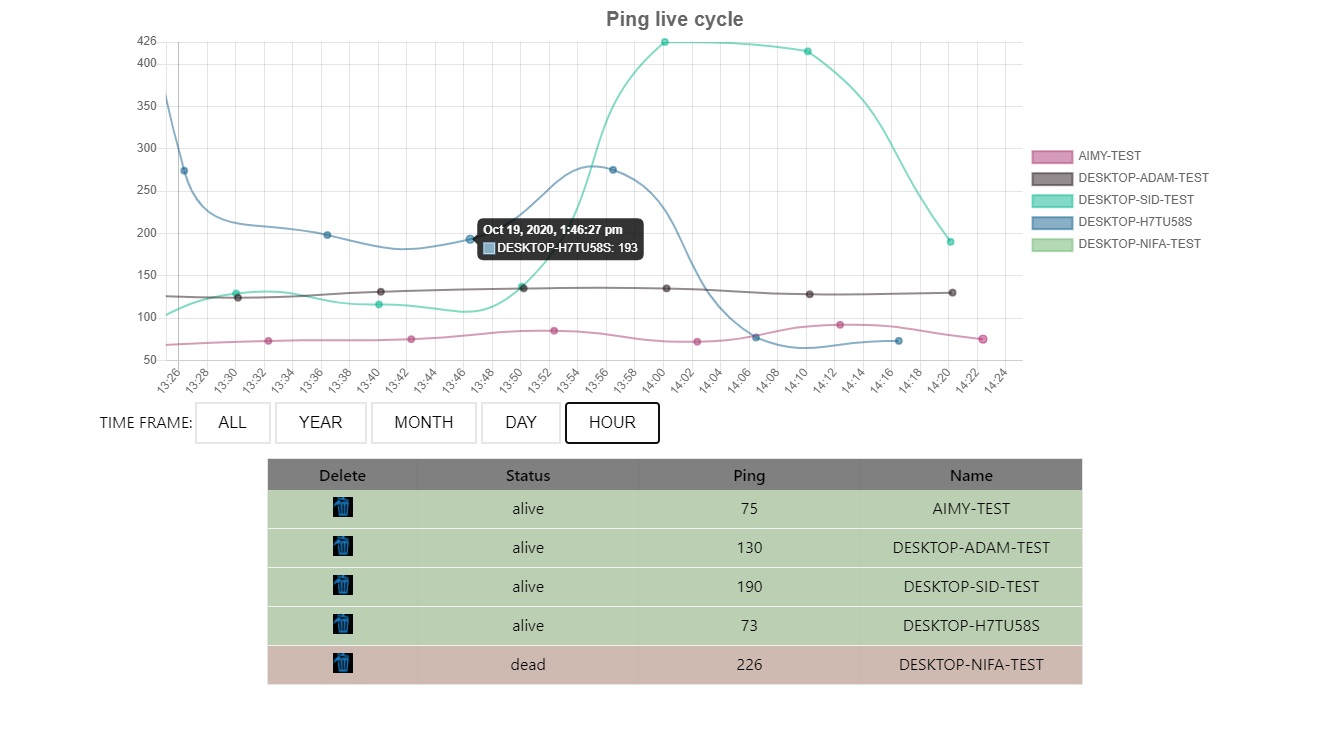 Ping live cycle
426
400
350
300
250
200
150
100
50
Oct 19, 2020, 1:46:27 pm
DESKTOP-H7TU58S: 193
AIMY-TEST
DESKTOP-ADAM-TEST
DESKTOP-SID-TEST
DESKTOP-H7TU58S
DESKTOP-NIFA-TEST
13:26 13:28 13:30 13:32 13:34 13:36 13:38 13:40 13:42 13:44 13:46 13:48 13:50 13:52 13:54 13:56 13:58 14:00 14:02 14:04 14:06 14:08 14:10 14:12 14:14 14:16 14:18 14:20 14:22 14:24
TIME FRAME: ALL YEAR MONTH DAY HOUR
Delete Status Ping Name
alive 75 AIMY-TEST
alive 130 DESKTOP-ADAM-TEST
alive 190 DESKTOP-SID-TEST
alive 73 DESKTOP-H7TU58S
dead 226 DESKTOP-NIFA-TEST